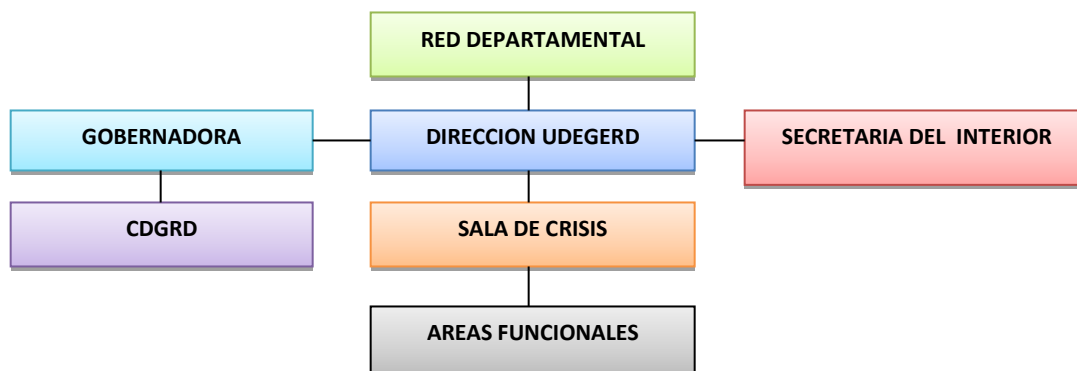 RED DEPARTAMENTAL
GOBERNADORA
DIRECCION UDEGERD
SECRETARIA DEL INTERIOR
CDGRD
SALA DE CRISIS
AREAS FUNCIONALES